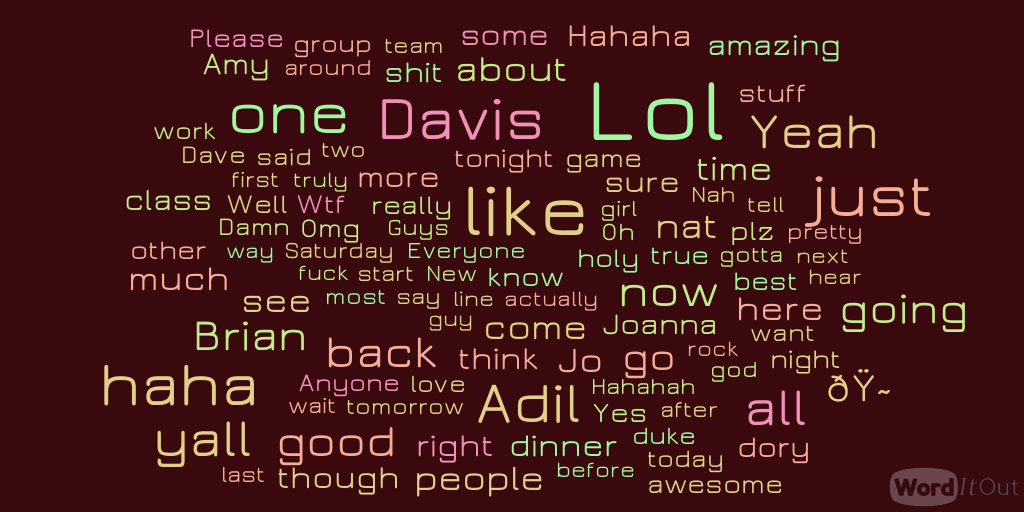 Please group team some Hahaha amazing
Amy around shit about
one Davis Lol stuff
work Yeah
Dave said two tonight game time
first truly more sure Nah
class Well Wtf really like girl tell just
Damn Omg Guys Oh nat plz pretty
other way Saturday Everyone holy true gotta next
much fuck start New know best hear
see most say line actually now here going
guy come Joanna want
Brian back think Jo go rock night
haha Anyone love Hahahah god ðŸ~
wait tomorrow Adil Yes after all
yall good right dinner duke dory
last though people before today
awesome
WordItOut